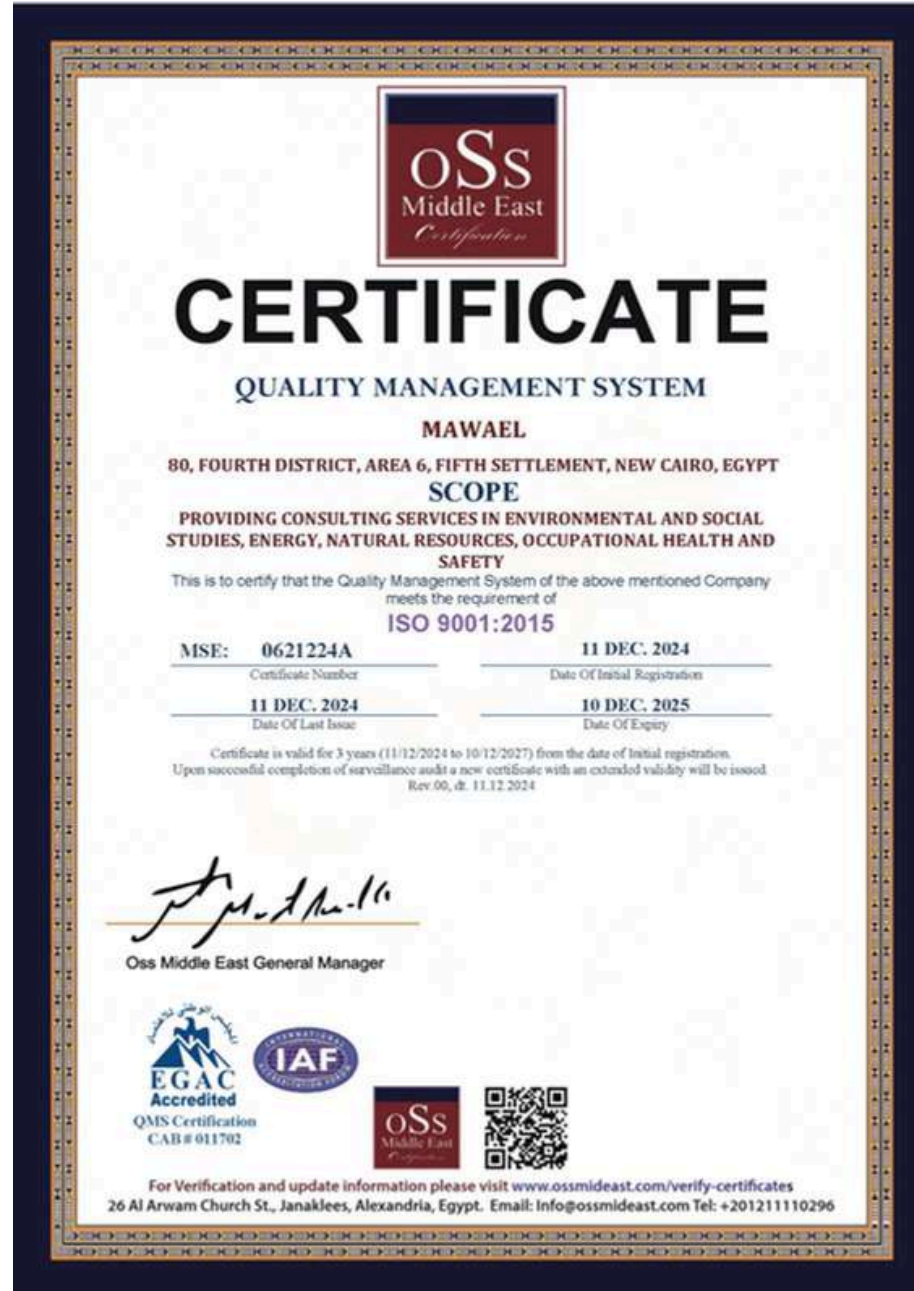 oSs
Middle East
Certification
CERTIFICATE
QUALITY MANAGEMENT SYSTEM
MAWAEL
80, FOURTH DISTRICT, AREA 6, FIFTH SETTLEMENT, NEW CAIRO, EGYPT
SCOPE
PROVIDING CONSULTING SERVICES IN ENVIRONMENTAL AND SOCIAL
STUDIES, ENERGY, NATURAL RESOURCES, OCCUPATIONAL HEALTH AND
SAFETY
This is to certify that the Quality Management System of the above mentioned Company
meets the requirement of
ISO 9001:2015
MSE: 0621224A 11 DEC. 2024
Certificate Number Date Of Initial Registration
11 DEC. 2024 10 DEC. 2025
Date Of Last Issue Date Of Expiry
Certificate is valid for 3 years (11/12/2024 to 10/12/2027) from the date of Initial registration.
Upon successful completion of surveillance audit a new certificate with an extended validity will be issued
Rev.00, dt. 11.12.2024
Oss Middle East General Manager
المجلس الوطني للاعتماد
EGAC
Accredited
QMS Certification
CAB # 011702
INTERNATIONAL
IAF
ACCREDITATION FORUM
oSs
Middle East
For Verification and update information please visit www.ossmideast.com/verify-certificates
26 Al Arwam Church St., Janaklees, Alexandria, Egypt. Email: Info@ossmideast.com Tel: +201211110296